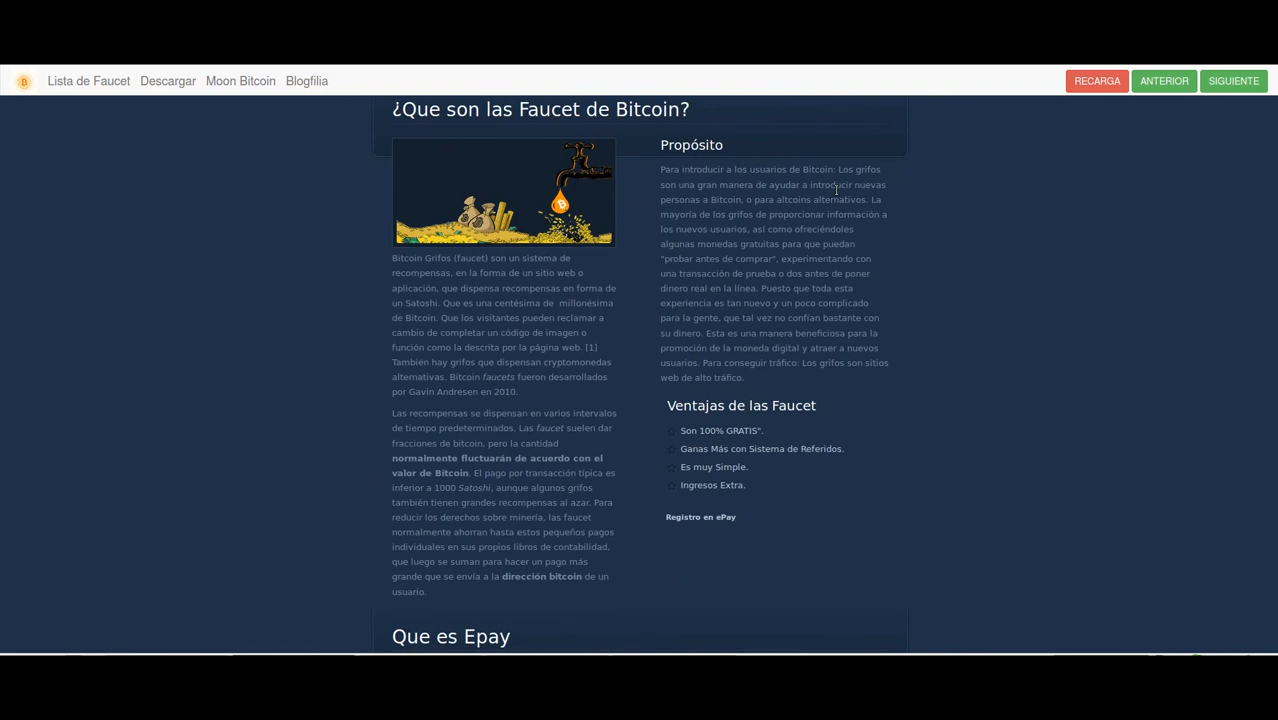 Lista de Faucet
Descargar
Moon Bitcoin
Blogfilia
RECARGA
ANTERIOR
SIGUIENTE
¿Que son las Faucet de Bitcoin?
Bitcoin Grifos (faucet) son un sistema de
recompensas, en la forma de un sitio web o
aplicación, que dispensa recompensas en forma de
un Satoshi. Que es una centésima de millonésima
de Bitcoin. Que los visitantes pueden reclamar a
cambio de completar un código de imagen o
función como la descrita por la página web. [1]
También hay grifos que dispensan cryptomonedas
alternativas. Bitcoin faucets fueron desarrollados
por Gavin Andresen en 2010.
Las recompensas se dispensan en varios intervalos
de tiempo predeterminados. Las faucet suelen dar
fracciones de bitcoin, pero la cantidad
normalmente fluctuarán de acuerdo con el
valor de Bitcoin. El pago por transacción típica es
inferior a 1000 Satoshi, aunque algunos grifos
también tienen grandes recompensas al azar. Para
reducir los derechos sobre minería, las faucet
normalmente ahorran hasta estos pequeños pagos
individuales en sus propios libros de contabilidad,
que luego se suman para hacer un pago más
grande que se envía a la dirección bitcoin de un
usuario.
Propósito
Para introducir a los usuarios de Bitcoin: Los grifos
son una gran manera de ayudar a introducir nuevas
personas a Bitcoin, o para altcoins alternativos. La
mayoría de los grifos de proporcionar información a
los nuevos usuarios, así como ofreciéndoles
algunas monedas gratuitas para que puedan
"probar antes de comprar", experimentando con
una transacción de prueba o dos antes de poner
dinero real en la línea. Puesto que toda esta
experiencia es tan nuevo y un poco complicado
para la gente, que tal vez no confían bastante con
su dinero. Esta es una manera beneficiosa para la
promoción de la moneda digital y atraer a nuevos
usuarios. Para conseguir tráfico: Los grifos son sitios
web de alto tráfico.
Ventajas de las Faucet
Son 100% GRATIS".
Ganas Más con Sistema de Referidos.
Es muy Simple.
Ingresos Extra.
Registro en ePay
Que es Epay